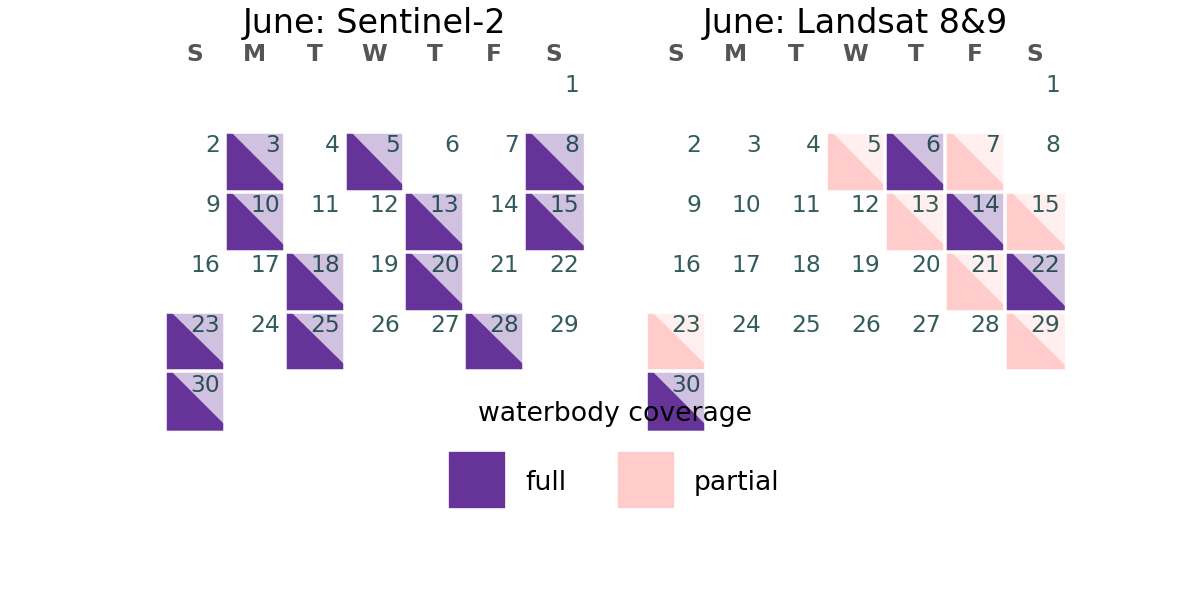 June: Sentinel-2
S M T W T F S
1
2 3 4 5 6 7 8
9 10 11 12 13 14 15
16 17 18 19 20 21 22
23 24 25 26 27 28 29
30
June: Landsat 8&9
S M T W T F S
1
2 3 4 5 6 7 8
9 10 11 12 13 14 15
16 17 18 19 20 21 22
23 24 25 26 27 28 29
30
waterbody coverage
full partial